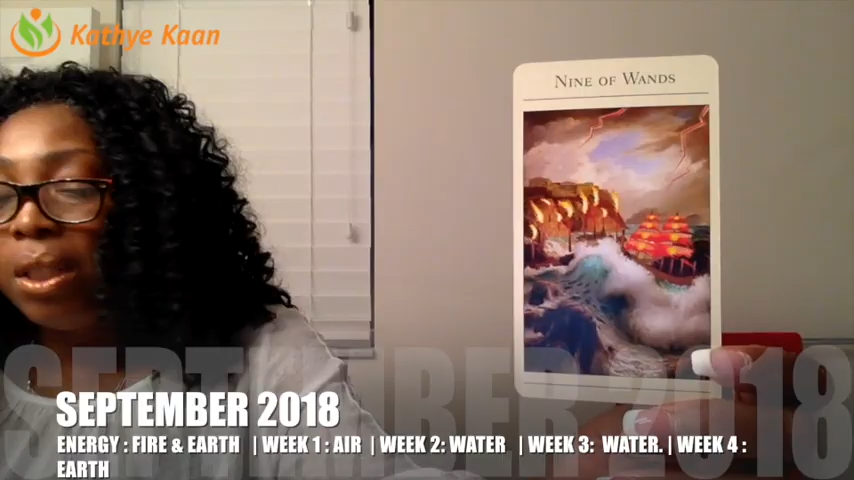 Kathye Kaan
NINE OF WANDS
SEPTEMBER 2018
SEPTEMBER 2018
ENERGY : FIRE & EARTH | WEEK 1 : AIR | WEEK 2: WATER | WEEK 3: WATER. | WEEK 4 :
EARTH